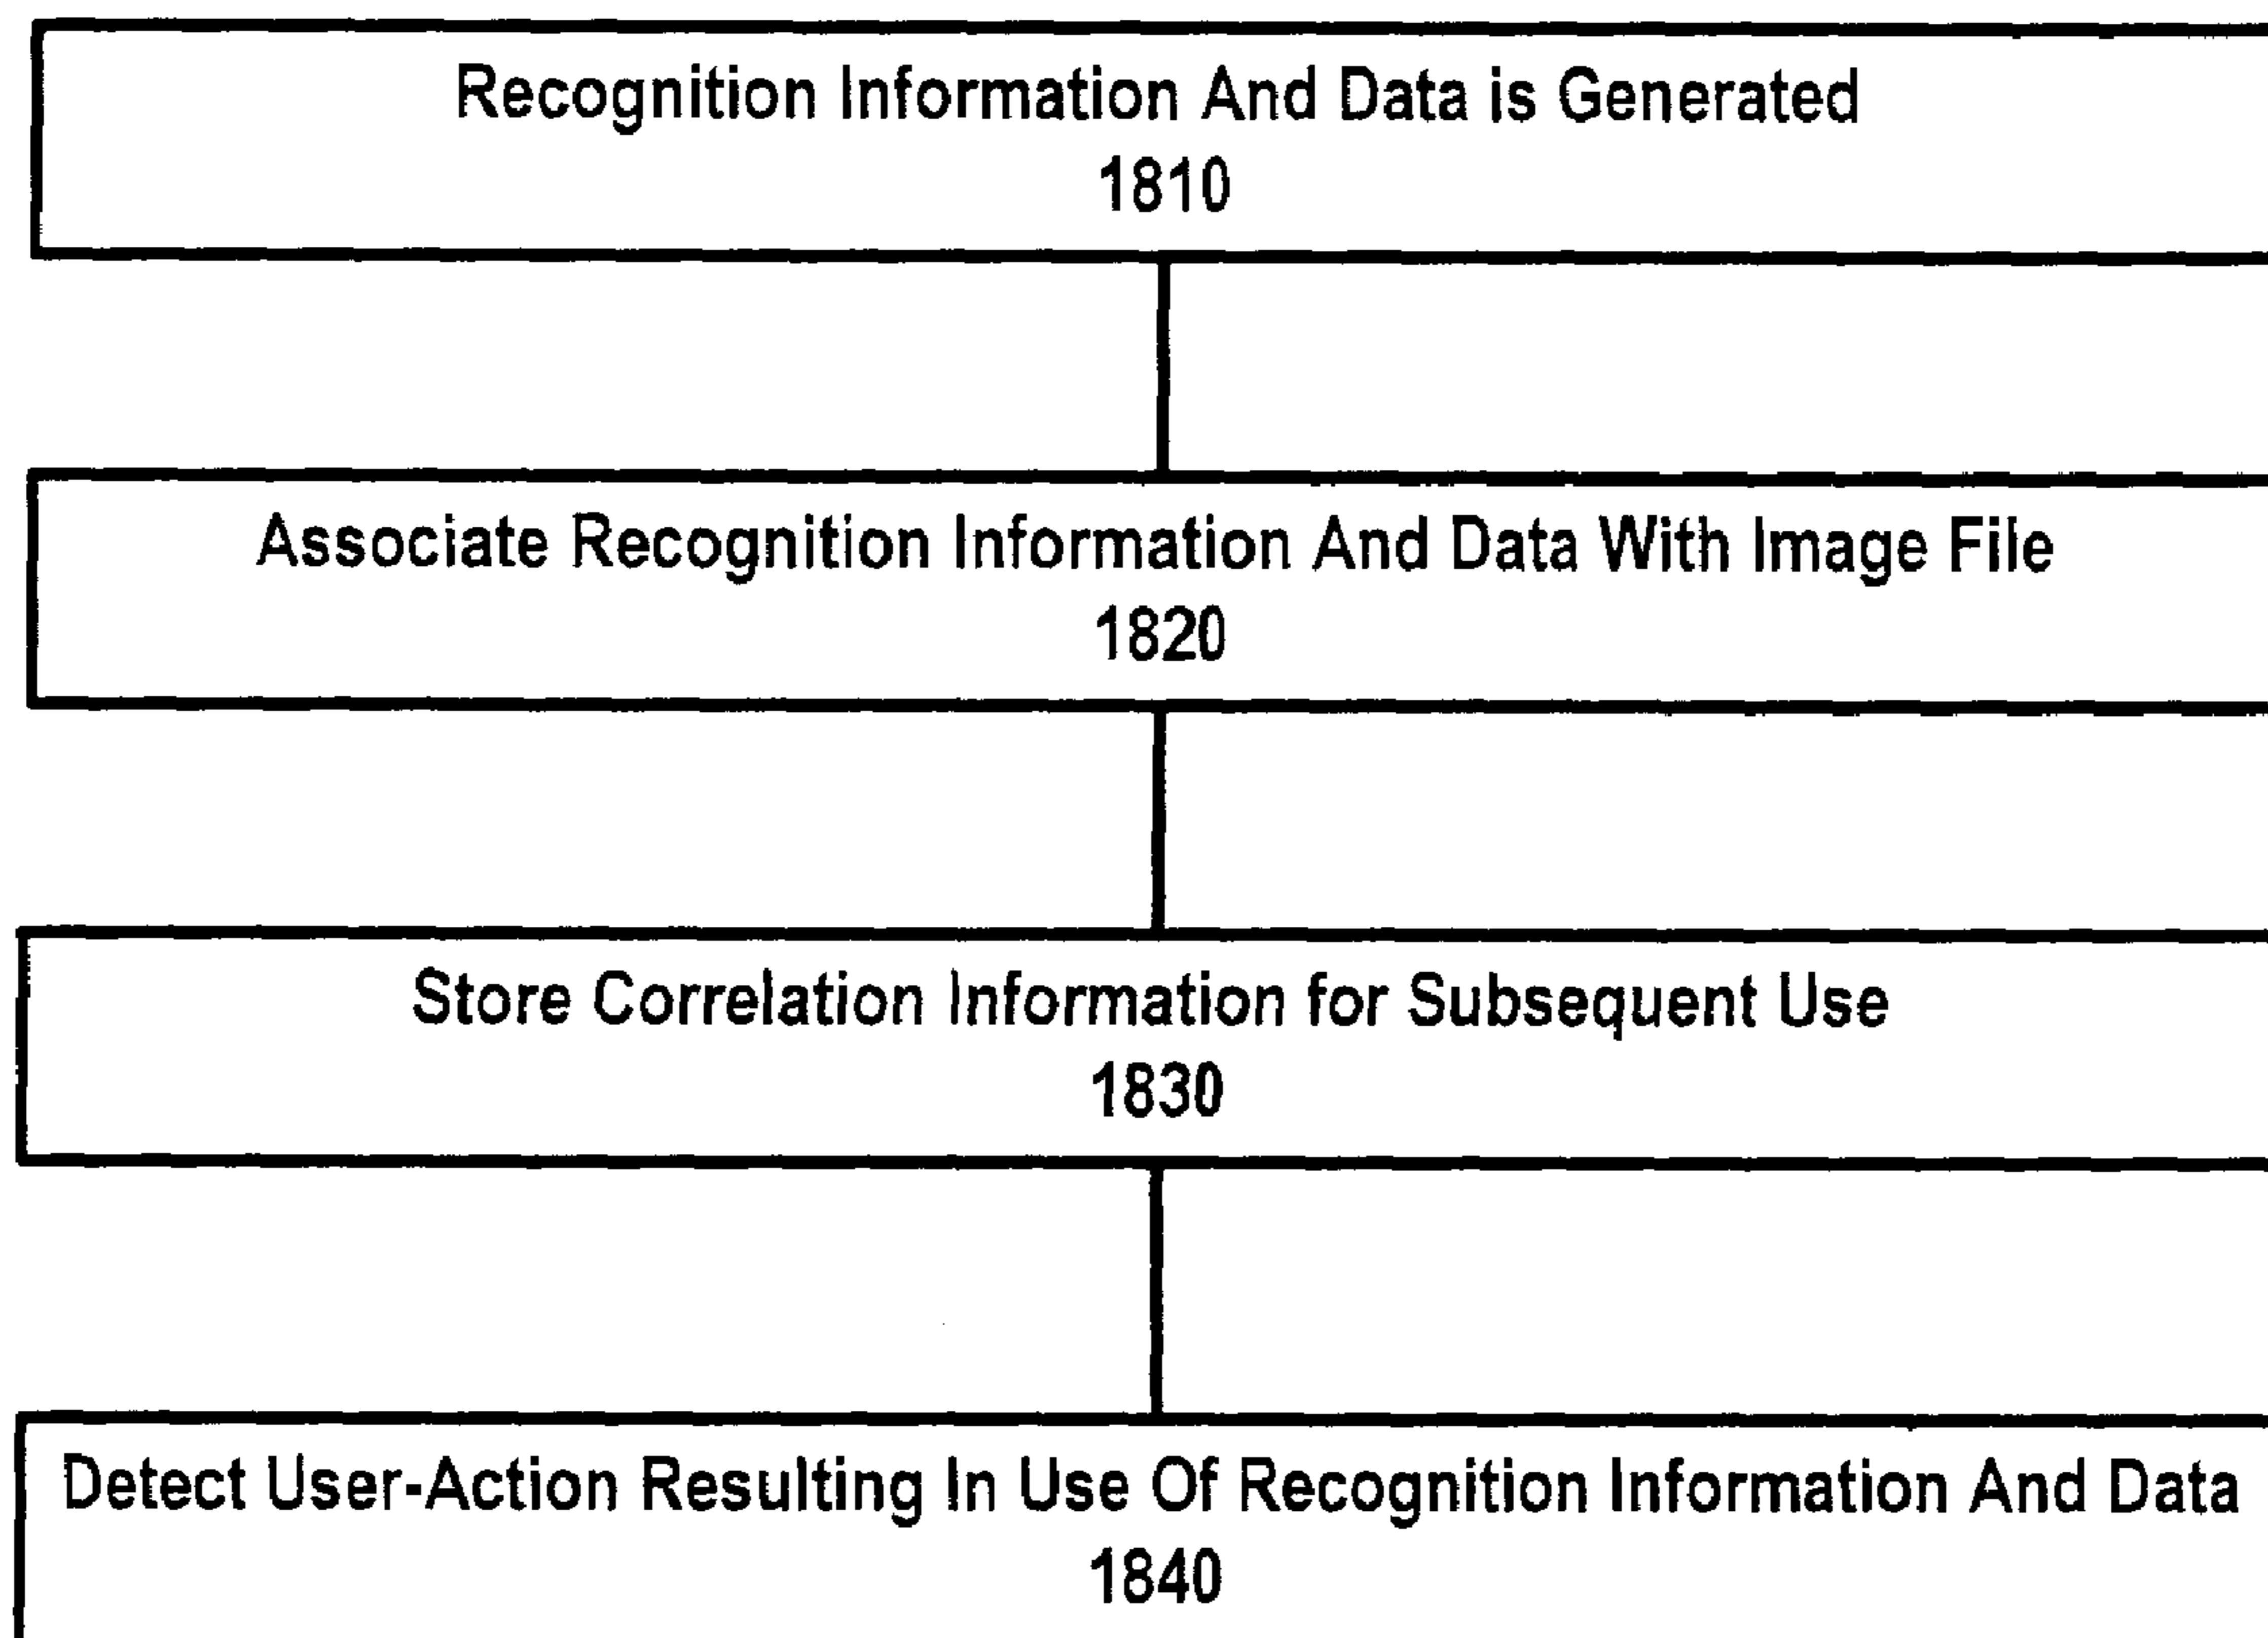 Recognition Information And Data is Generated
1810
Associate Recognition Information And Data With Image File
1820
Store Correlation Information for Subsequent Use
1830
Detect User-Action Resulting In Use Of Recognition Information And Data
1840